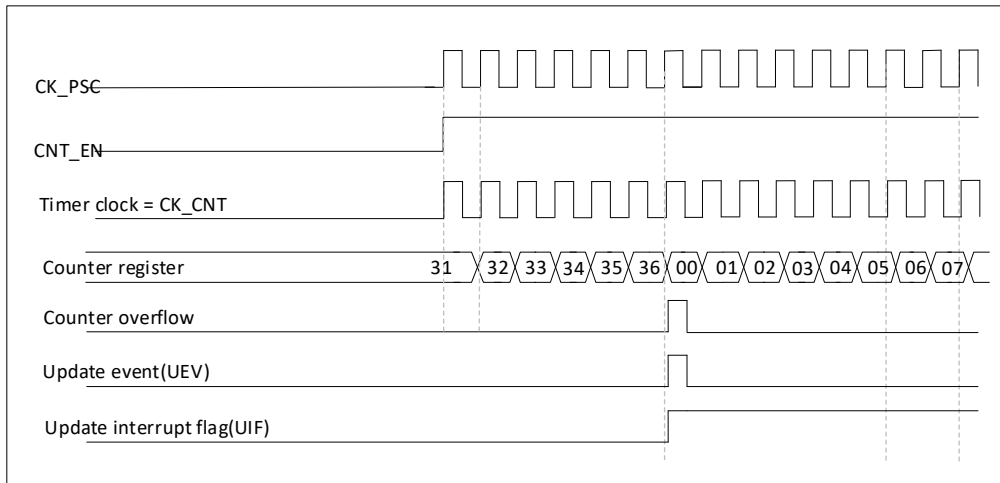 CK_PSC
CNT_EN
Timer clock = CK_CNT
Counter register 31 32 33 34 35 36 00 01 02 03 04 05 06 07
Counter overflow
Update event(UEV)
Update interrupt flag(UIF)